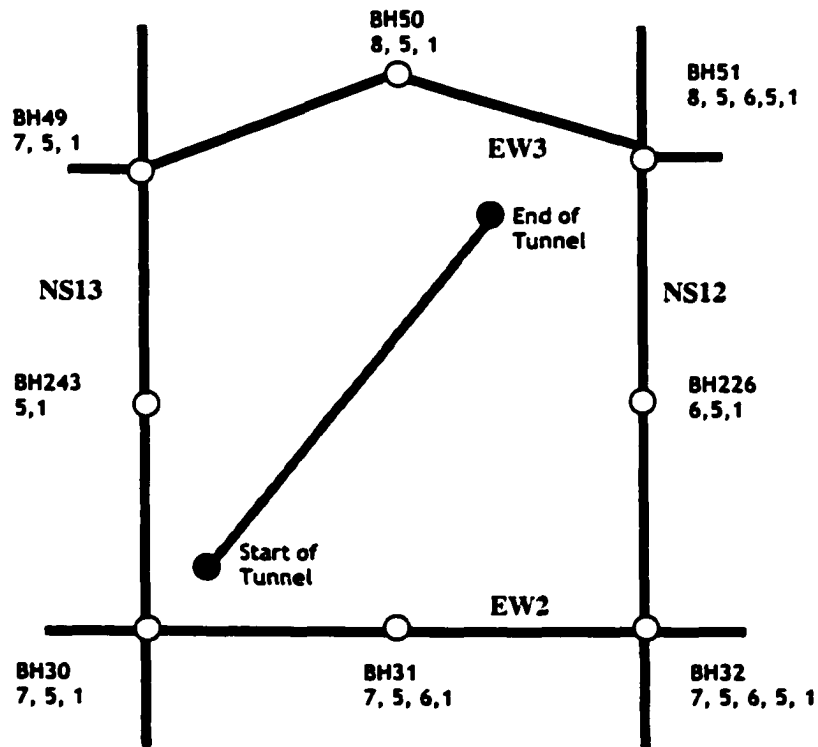 BH50
8, 5, 1
BH51
8, 5, 6,5,1
BH49
7, 5, 1
EW3
End of
Tunnel
NS13
NS12
BH243
5,1
BH226
6,5,1
Start of
Tunnel
EW2
BH30
7, 5, 1
BH31
7, 5, 6,1
BH32
7, 5, 6, 5, 1